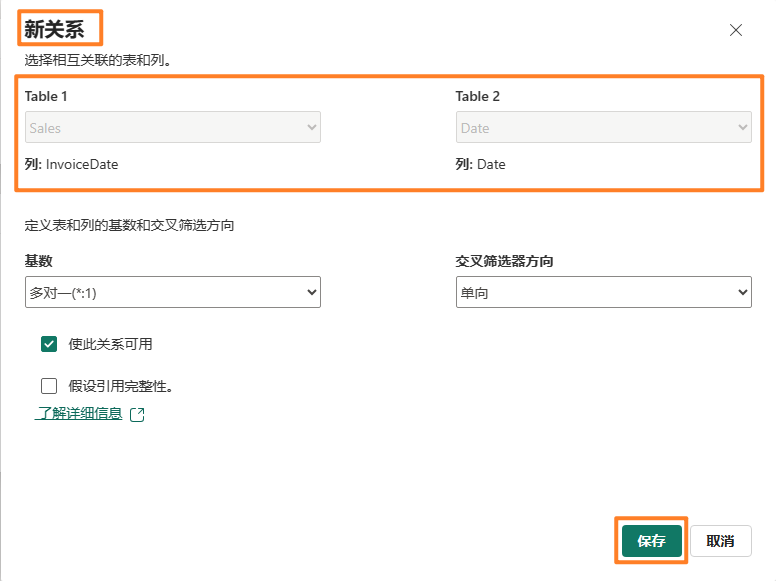 新关系
选择相互关联的表和列。
Table 1
Table 2
Sales
Date
列: InvoiceDate
列: Date
定义表和列的基数和交叉筛选方向
基数
交叉筛选器方向
多对一(*:1)
单向
使此关系可用
假设引用完整性。
了解详细信息
保存
取消